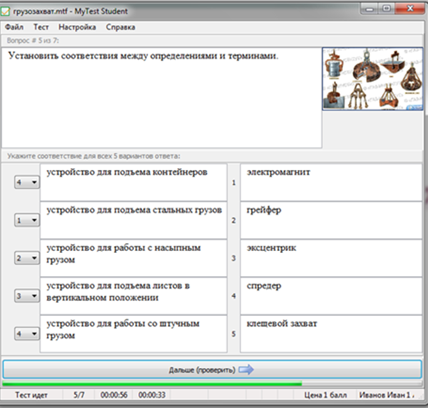 грузозахват.mtf - MyTest Student
Файл Тест Настройка Справка
Вопрос # 5 из 7:
Установить соответствия между определениями и терминами.
Укажите соответствие для всех 5 вариантов ответа:
4 устройство для подъема контейнеров 1 электромагнит
1 устройство для подъема стальных грузов 2 грейфер
2 устройство для работы с насыпным
грузом 3 эксцентрик
3 устройство для подъема листов в
вертикальном положении 4 спредер
4 устройство для работы со штучным
грузом 5 клещевой захват
Дальше (проверить)
Тест идет 5/7 00:00:56 00:00:33 Цена 1 балл Иванов Иван 1